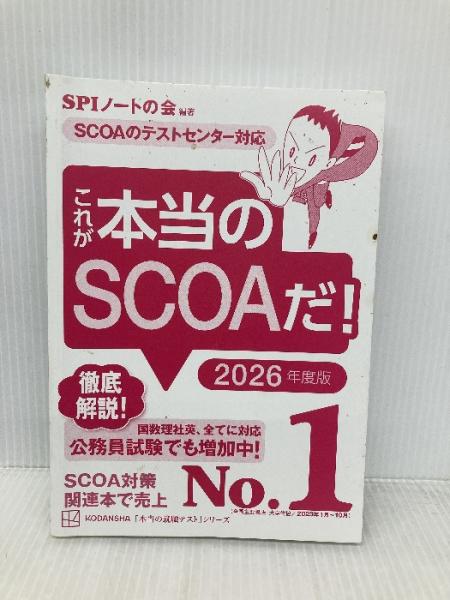 SPIノートの会 編著
SCOAのテストセンター対応
これが
本当の
SCOAだ!
2026年度版
徹底
解説!
国数理社英、全てに対応
公務員試験でも増加中!
SCOA対策
関連本で売上
No.1
KODANSHA 「本当の就職テスト」シリーズ